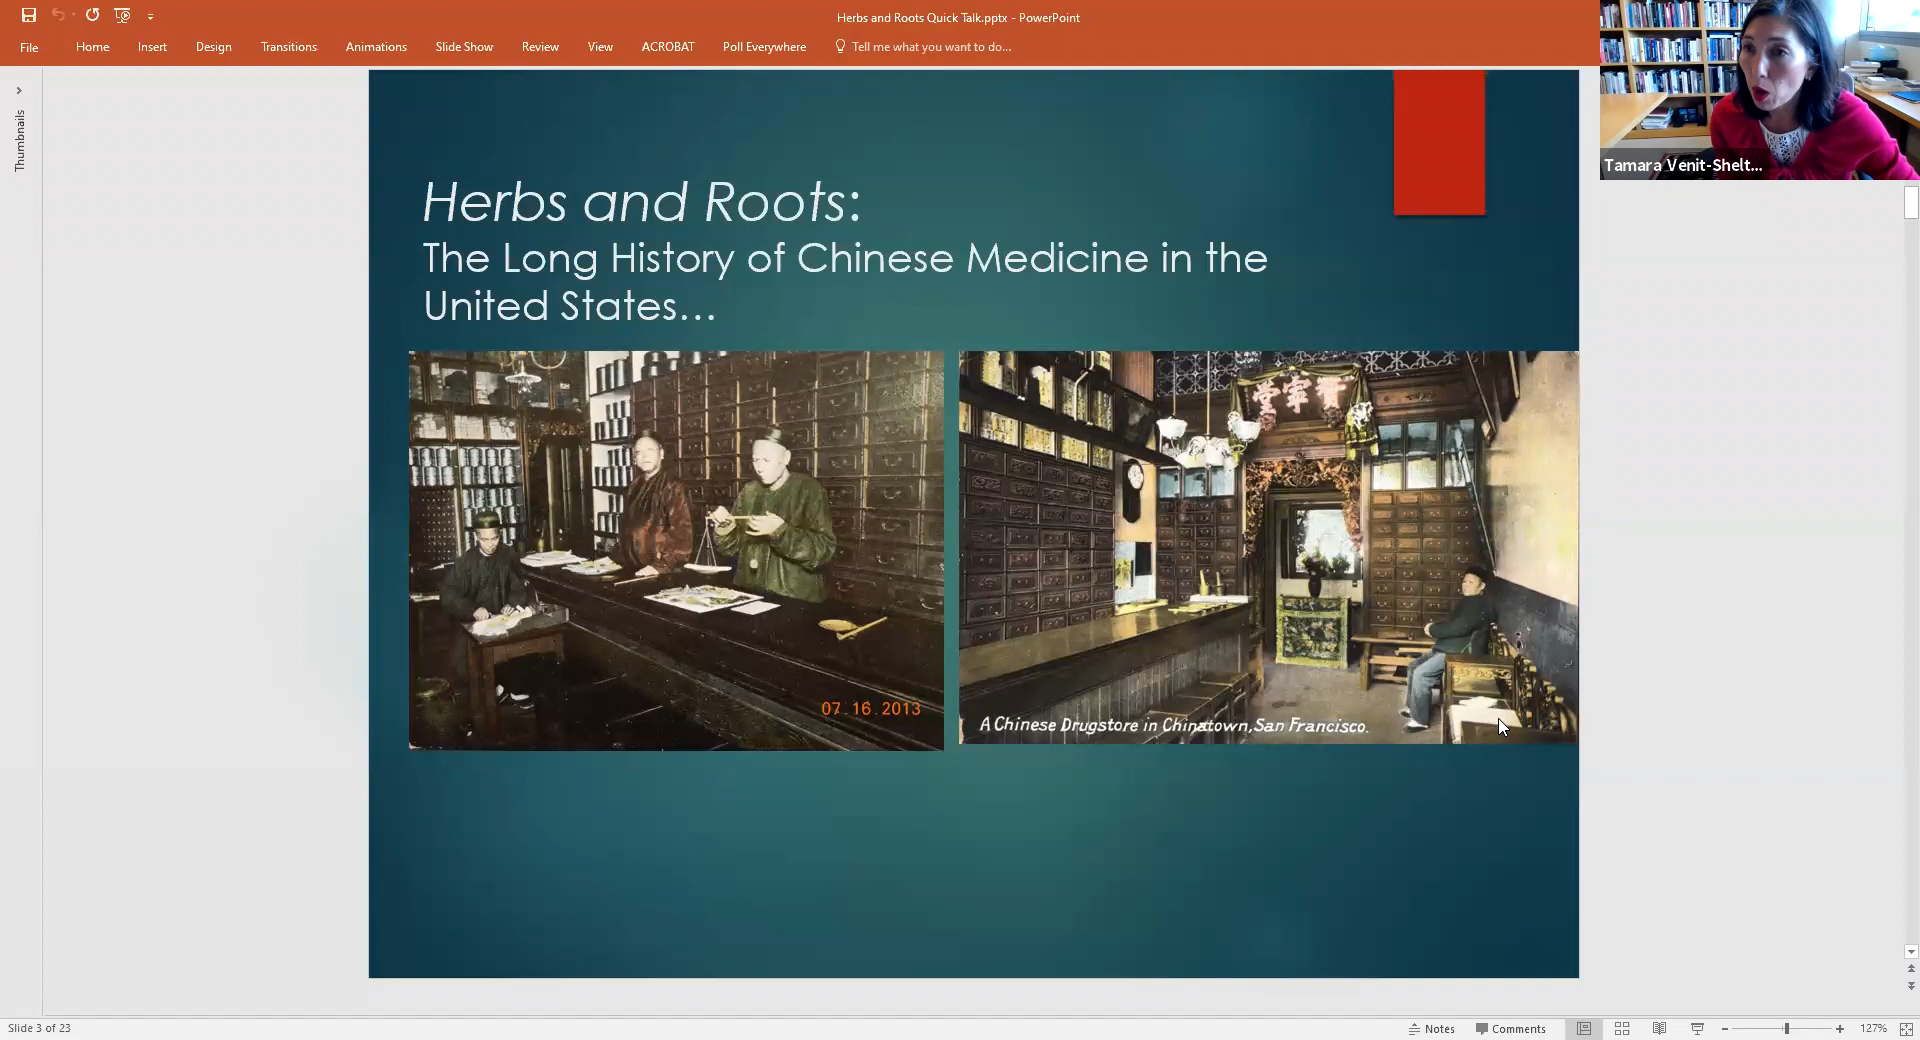 Herbs and Roots Quick Talk.pptx - PowerPoint
File Home Insert Design Transitions Animations Slide Show Review View ACROBAT Poll Everywhere Tell me what you want to do...
Tamara Venit-Shelt...
Thumbnails
Herbs and Roots:
The Long History of Chinese Medicine in the
United States...
07.16.2013
A Chinese Drugstore in Chinatown, San Francisco.
Slide 3 of 23
Notes Comments 127%